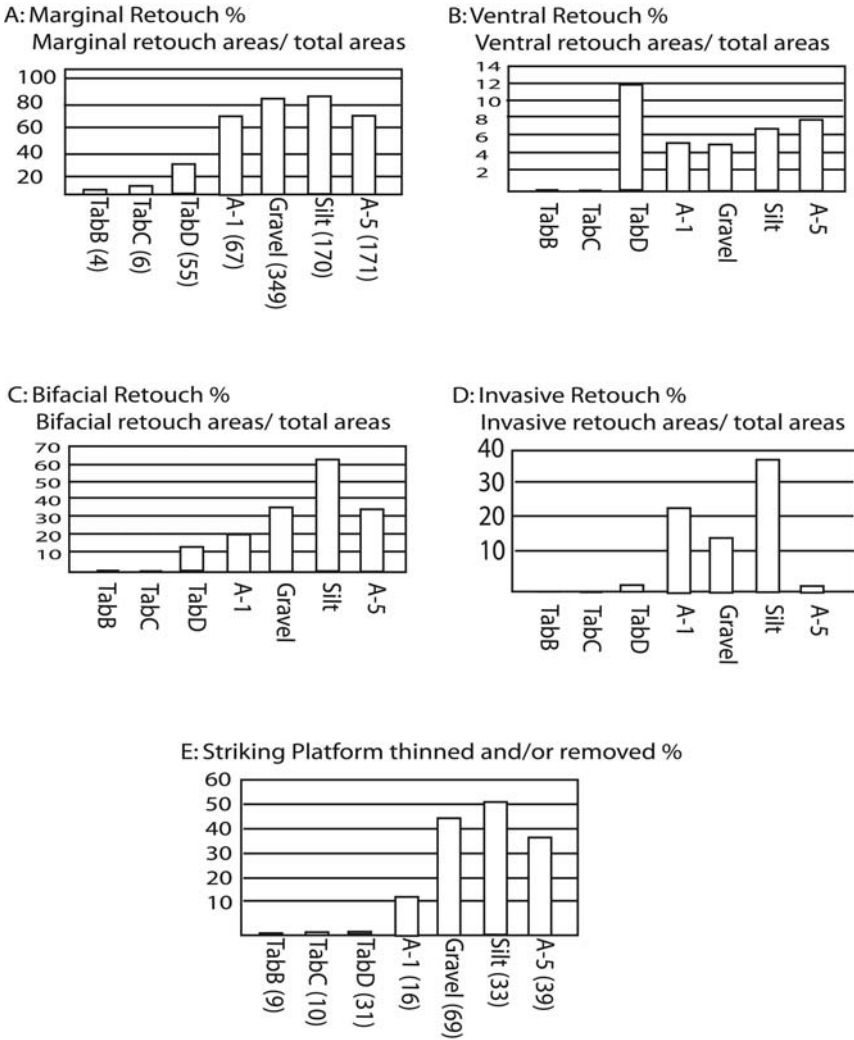 A: Marginal Retouch %
Marginal retouch areas/ total areas
100
80
60
40
20
TabB (4)
TabC (6)
TabD (55)
A-1 (67)
Gravel (349)
Silt (170)
A-5 (171)
B: Ventral Retouch %
Ventral retouch areas/ total areas
14
12
10
8
6
4
2
TabB
TabC
TabD
A-1
Gravel
Silt
A-5
C: Bifacial Retouch %
Bifacial retouch areas/ total areas
70
60
50
40
30
20
10
TabB
TabC
TabD
A-1
Gravel
Silt
A-5
D: Invasive Retouch %
Invasive retouch areas/ total areas
40
30
20
10
TabB
TabC
TabD
A-1
Gravel
Silt
A-5
E: Striking Platform thinned and/or removed %
60
50
40
30
20
10
TabB (9)
TabC (10)
TabD (31)
A-1 (16)
Gravel (69)
Silt (33)
A-5 (39)